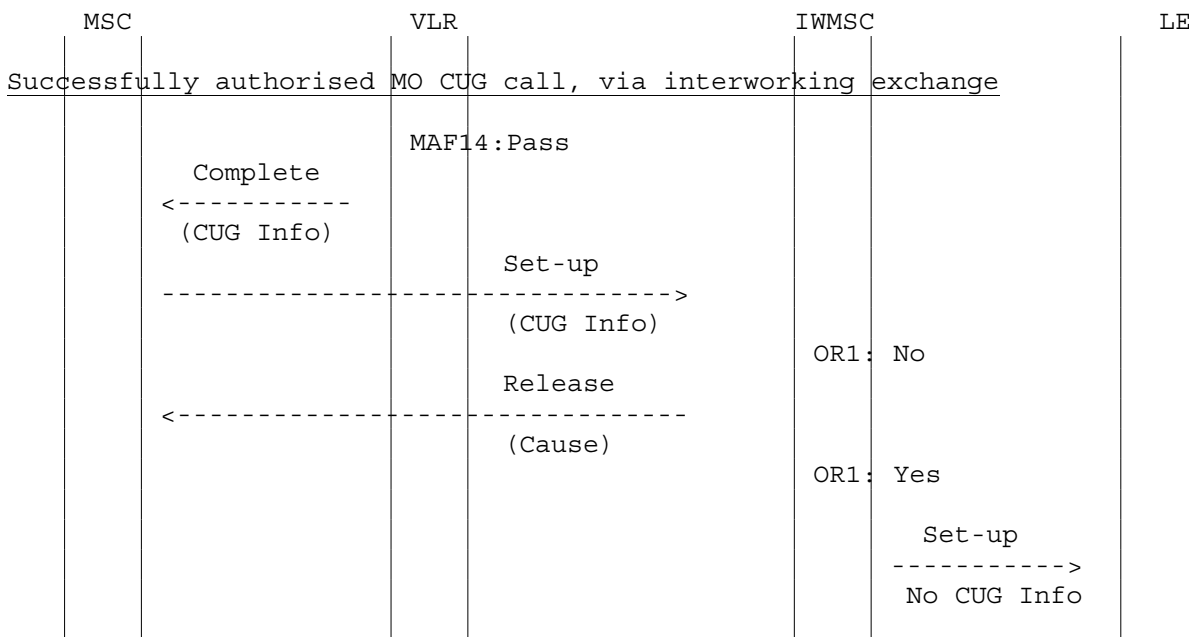 MSC VLR IWMSC LE
Successfully authorised MO CUG call, via interworking exchange
MAF14:Pass
Complete
(CUG Info)
Set-up
(CUG Info)
OR1: No
Release
(Cause)
OR1: Yes
Set-up
No CUG Info